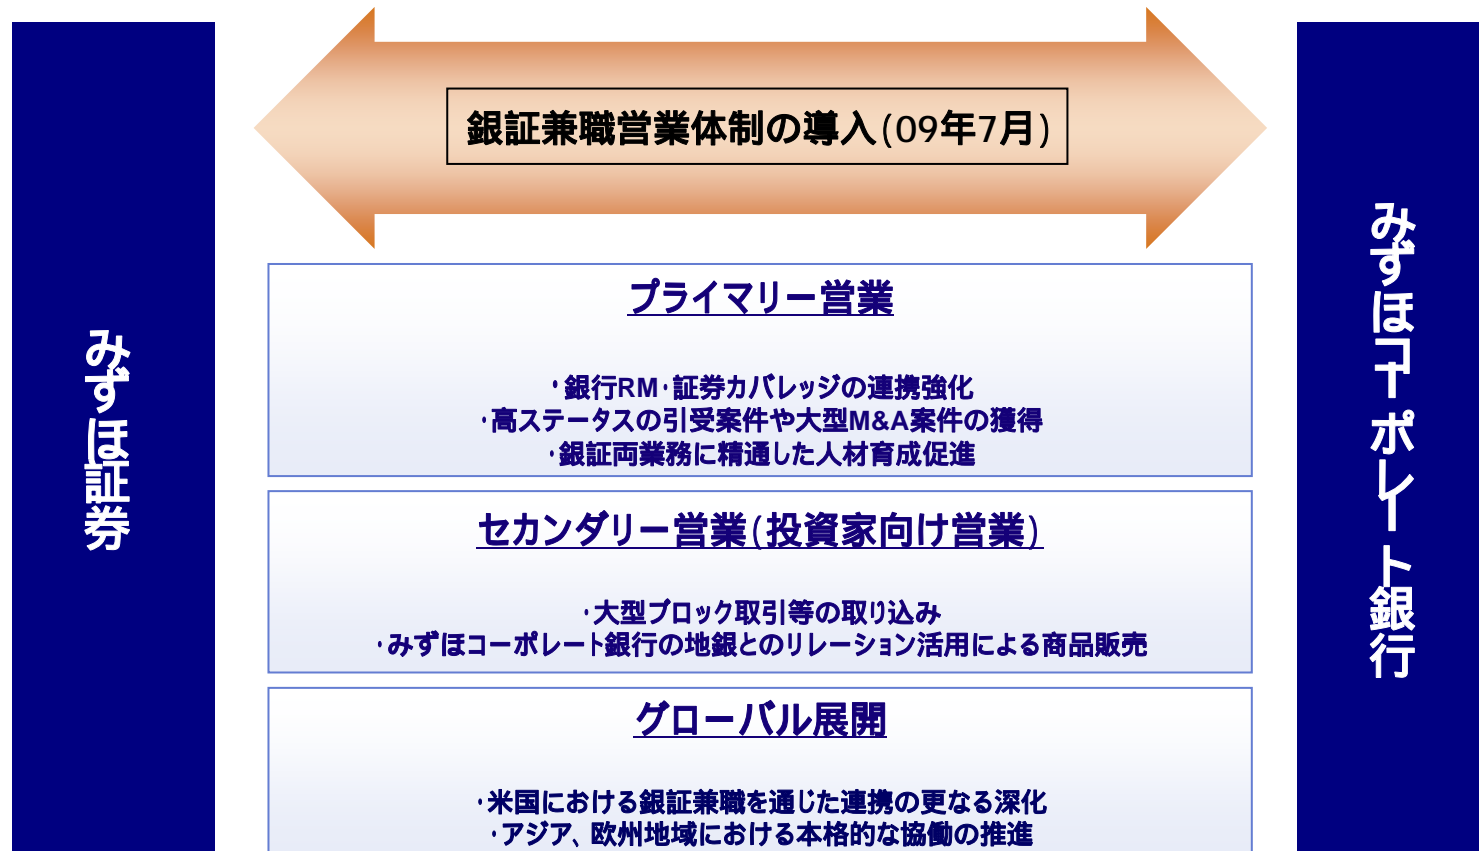 銀証兼職営業体制の導入(09年7月)
みずほ証券
プライマリー営業
・銀行RM・証券カバレッジの連携強化
・高ステータスの引受案件や大型M&A案件の獲得
・銀証両業務に精通した人材育成促進
セカンダリー営業(投資家向け営業)
・大型ブロック取引等の取り込み
・みずほコーポレート銀行の地銀とのリレーション活用による商品販売
グローバル展開
・米国における銀証兼職を通じた連携の更なる深化
・アジア、欧州地域における本格的な協働の推進
みずほコーポレート銀行